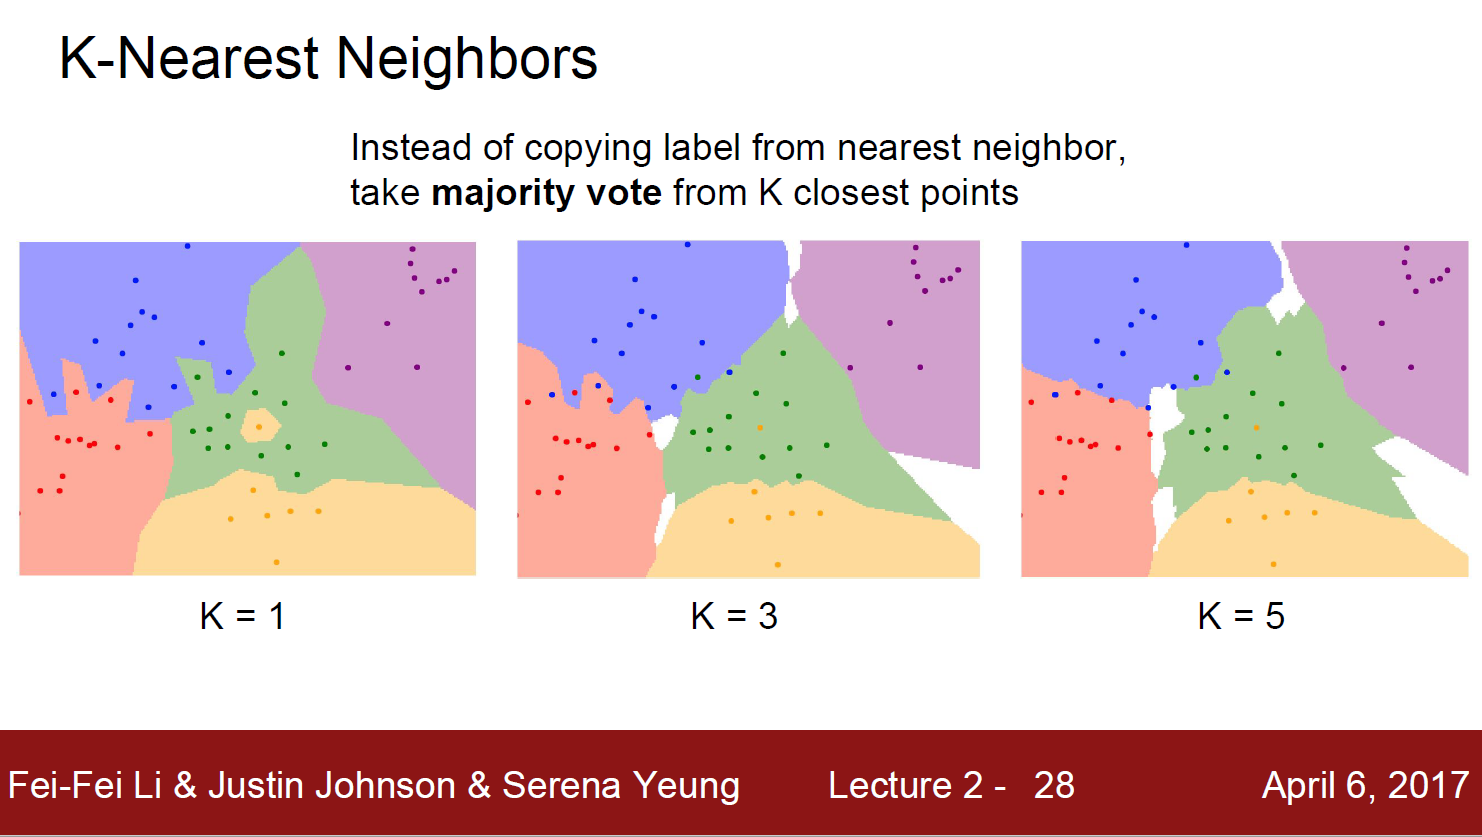 K-Nearest Neighbors
Instead of copying label from nearest neighbor,
take majority vote from K closest points
K = 1
K = 3
K = 5
Fei-Fei Li & Justin Johnson & Serena Yeung
Lecture 2 - 28
April 6, 2017